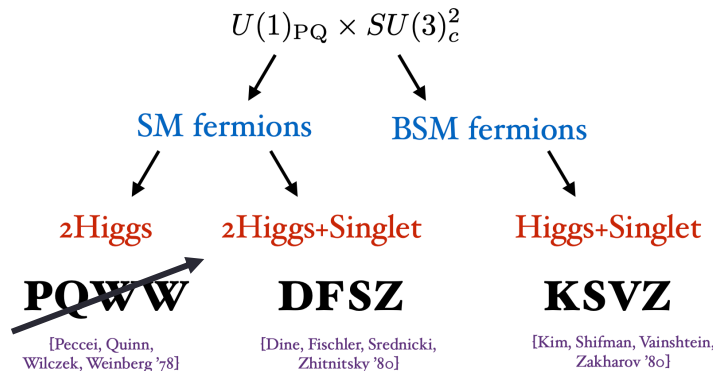 U(1)_PQ × SU(3)_c^2
SM fermions BSM fermions
2Higgs 2Higgs+Singlet Higgs+Singlet
PQWW DFSZ KSVZ
[Peccei, Quinn, [Dine, Fischler, Srednicki, [Kim, Shifman, Vainshtein,
Wilczek, Weinberg '78] Zhitnitsky '80] Zakharov '80]